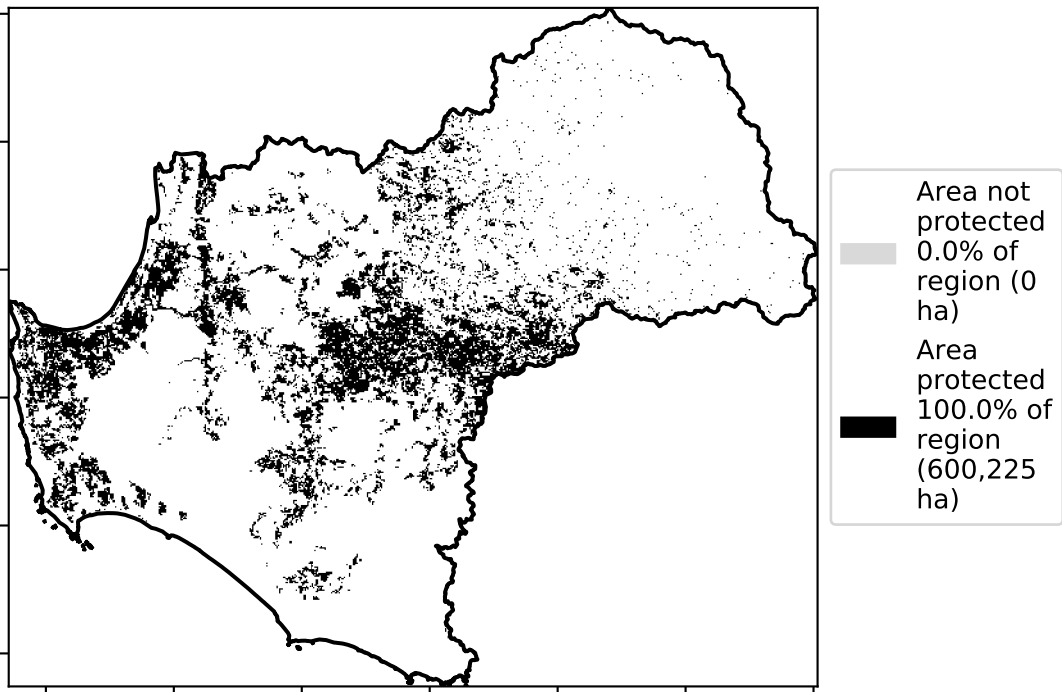 Area not
protected
0.0% of
region (0
ha)
Area
protected
100.0% of
region
(600,225
ha)